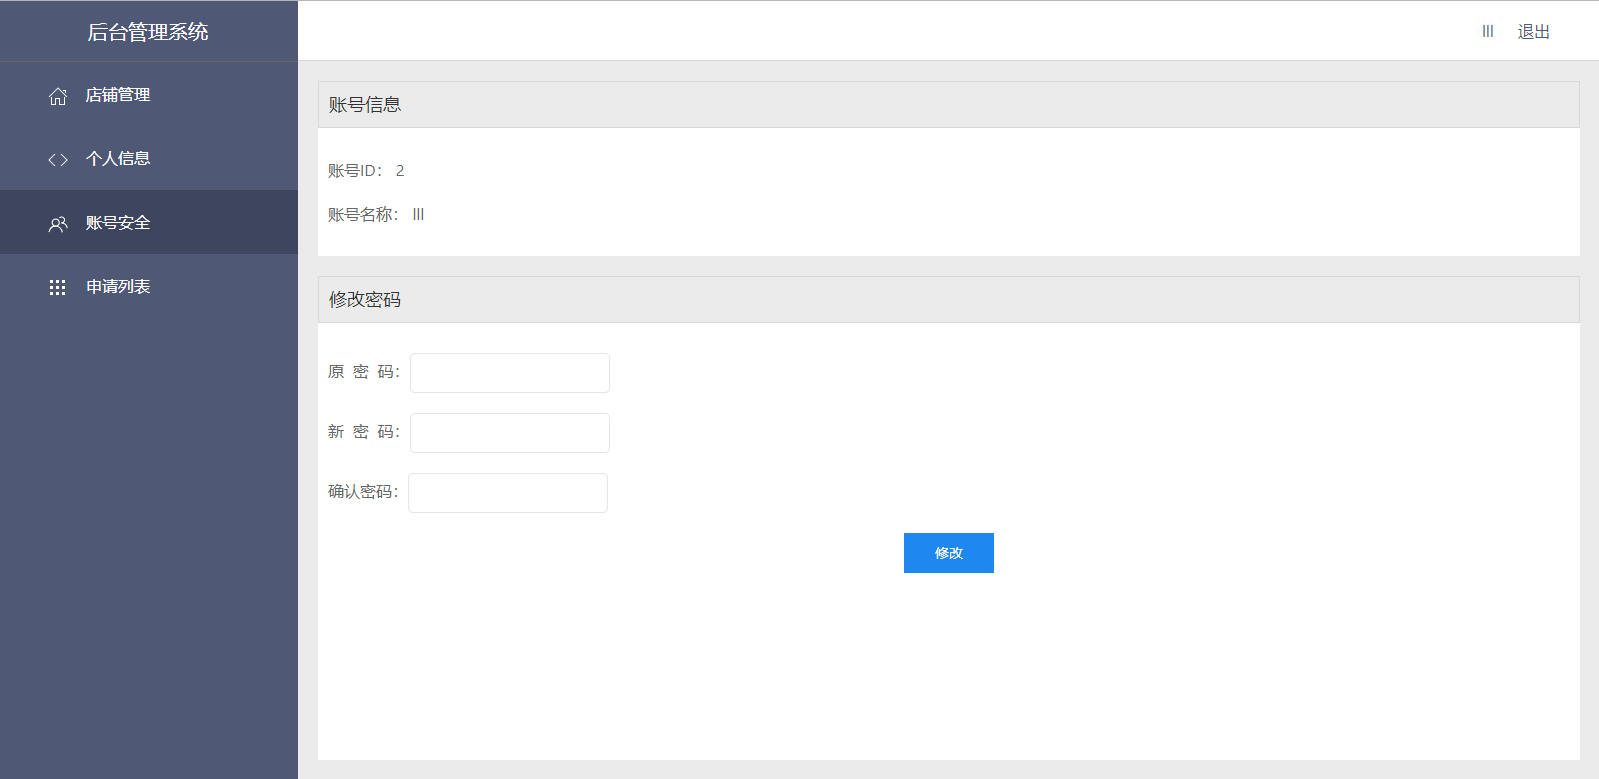 后台管理系统
lll 退出
店铺管理
个人信息
账号安全
申请列表
账号信息
账号ID： 2
账号名称： lll
修改密码
原 密 码：
新 密 码：
确认密码：
修改